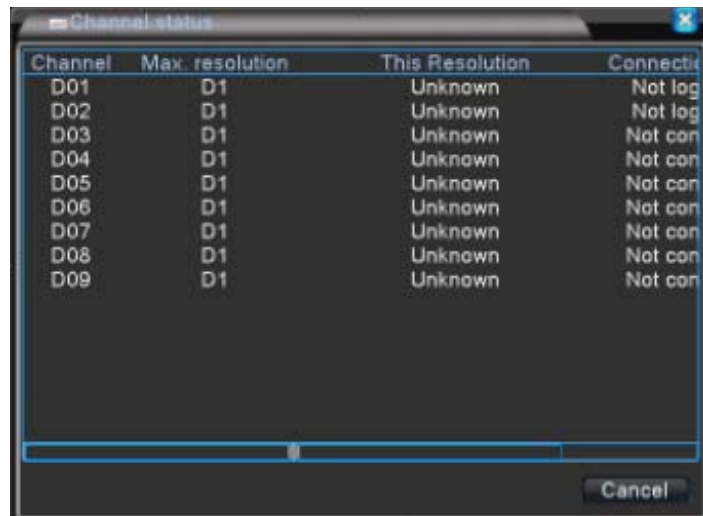 Channel status
Channel Max. resolution This Resolution Connectio
D01 D1 Unknown Not log
D02 D1 Unknown Not log
D03 D1 Unknown Not con
D04 D1 Unknown Not con
D05 D1 Unknown Not con
D06 D1 Unknown Not con
D07 D1 Unknown Not con
D08 D1 Unknown Not con
D09 D1 Unknown Not con
Cancel